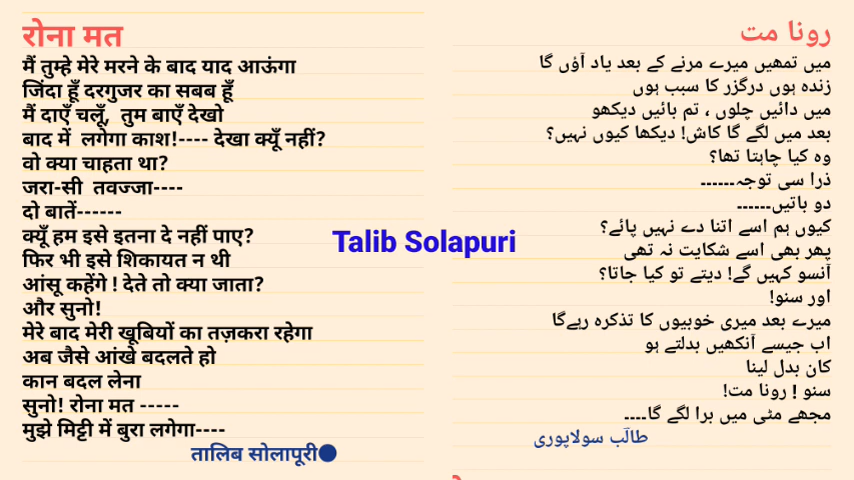 रोना मत
मैं तुम्हे मेरे मरने के बाद याद आऊंगा
जिंदा हूँ दरगुजर का सबब हूँ
मैं दाएँ चलूँ, तुम बाएँ देखो
बाद में लगेगा काश!---- देखा क्यूँ नहीं?
वो क्या चाहता था?
जरा-सी तवज्जा----
दो बातें------
क्यूँ हम इसे इतना दे नहीं पाए?
फिर भी इसे शिकायत न थी
आंसू कहेंगे ! देते तो क्या जाता?
और सुनो!
मेरे बाद मेरी खूबियों का तज़करा रहेगा
अब जैसे आंखे बदलते हो
कान बदल लेना
सुनो! रोना मत -----
मुझे मिट्टी में बुरा लगेगा----
तालिब सोलापूरी●
Talib Solapuri
رونا مت
میں تمھیں میرے مرنے کے بعد یاد آؤں گا
زندہ ہوں درگزر کا سبب ہوں
میں دائیں چلوں ، تم بائیں دیکھو
بعد میں لگے گا کاش! دیکھا کیوں نہیں؟
وہ کیا چاہتا تھا؟
ذرا سی توجہ۔۔۔۔۔۔
دو باتیں۔۔۔۔۔۔
کیوں ہم اسے اتنا دے نہیں پائے؟
پھر بھی اسے شکایت نہ تھی
آنسو کہیں گے! دیتے تو کیا جاتا؟
اور سنو!
میرے بعد میری خوبیوں کا تذکرہ رہےگا
اب جیسے آنکھیں بدلتے ہو
کان بدل لینا
سنو ! رونا مت!
مجھے مٹی میں برا لگے گا۔۔۔۔
طالؔب سولاپوری